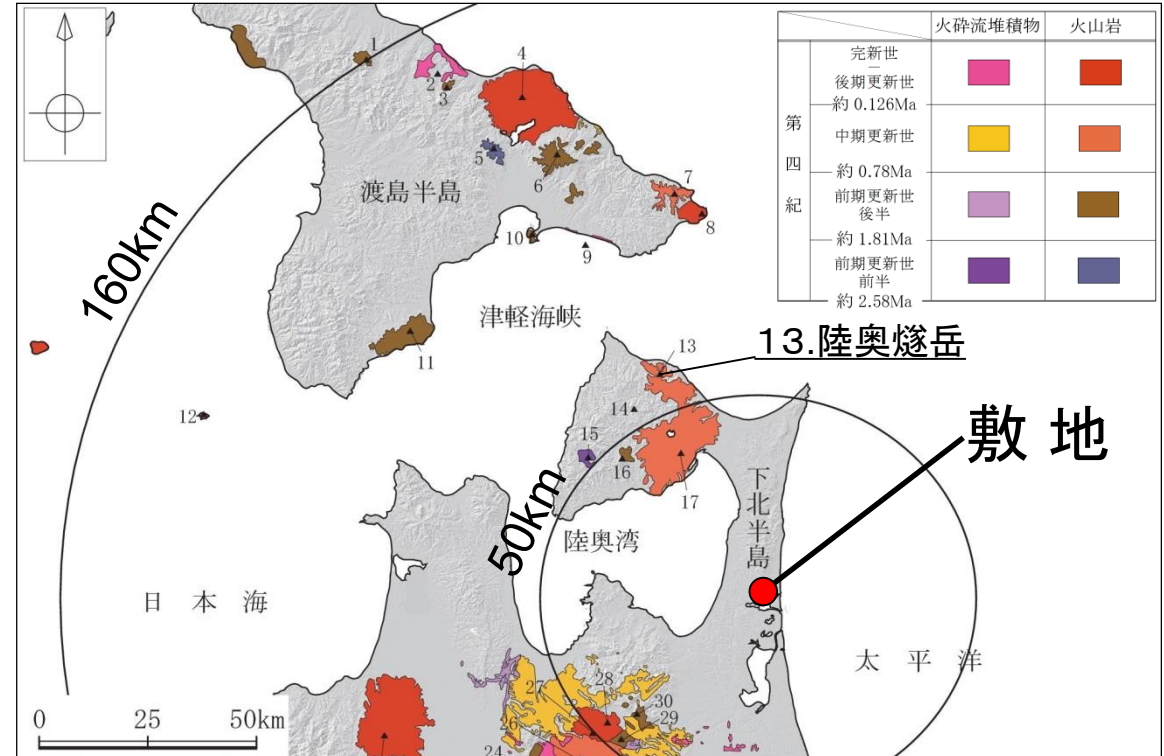 火砕流堆積物
火山岩
第四紀
完新世
–
後期更新世
約 0.126Ma
中期更新世
約 0.78Ma
前期更新世
後半
約 1.81Ma
前期更新世
前半
約 2.58Ma
1
2
3
4
5
6
7
8
9
10
11
12
渡島半島
160km
津軽海峡
13.陸奥燧岳
13
14
15
16
17
敷地
50km
下北半島
陸奥湾
日本海
太平洋
27
28
30
29
26
24
0 25 50km